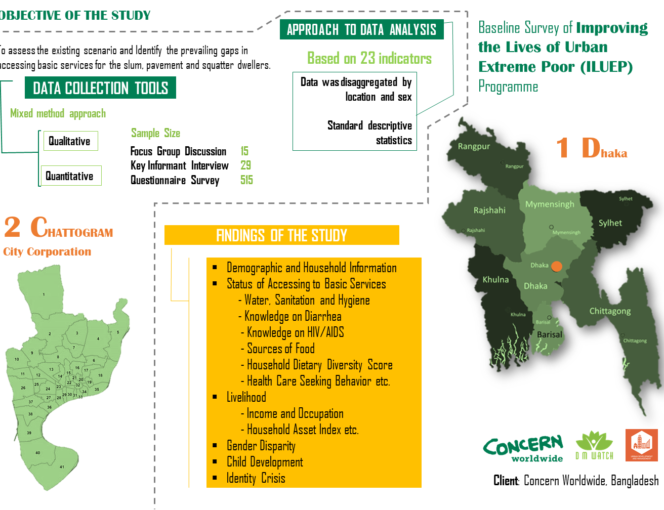 OBJECTIVE OF THE STUDY
To assess the existing scenario and Identify the prevailing gaps in
accessing basic services for the slum, pavement and squatter dwellers.
DATA COLLECTION TOOLS
Mixed method approach
Qualitative
Quantitative
Sample Size
Focus Group Discussion 15
Key Informant Interview 29
Questionnaire Survey 515
APPROACH TO DATA ANALYSIS
Based on 23 indicators
Data was disaggregated by
location and sex
Standard descriptive
statistics
Baseline Survey of Improving
the Lives of Urban
Extreme Poor (ILUEP)
Programme
1 Dhaka
Rangpur
Rangpur
Rajshahi
Rajshahi
Mymensingh
Mymensingh
Sylhet
Sylhet
Dhaka
Dhaka
Khulna
Khulna
Barisal
Barisal
Chittagong
Chittagong
2 CHATTOGRAM
City Corporation
FINDINGS OF THE STUDY
▪ Demographic and Household Information
▪ Status of Accessing to Basic Services
- Water, Sanitation and Hygiene
- Knowledge on Diarrhea
- Knowledge on HIV/AIDS
- Sources of Food
- Household Dietary Diversity Score
- Health Care Seeking Behavior etc.
▪ Livelihood
- Income and Occupation
- Household Asset Index etc.
▪ Gender Disparity
▪ Child Development
▪ Identity Crisis
CONCERN
worldwide
DM WATCH
Client: Concern Worldwide, Bangladesh